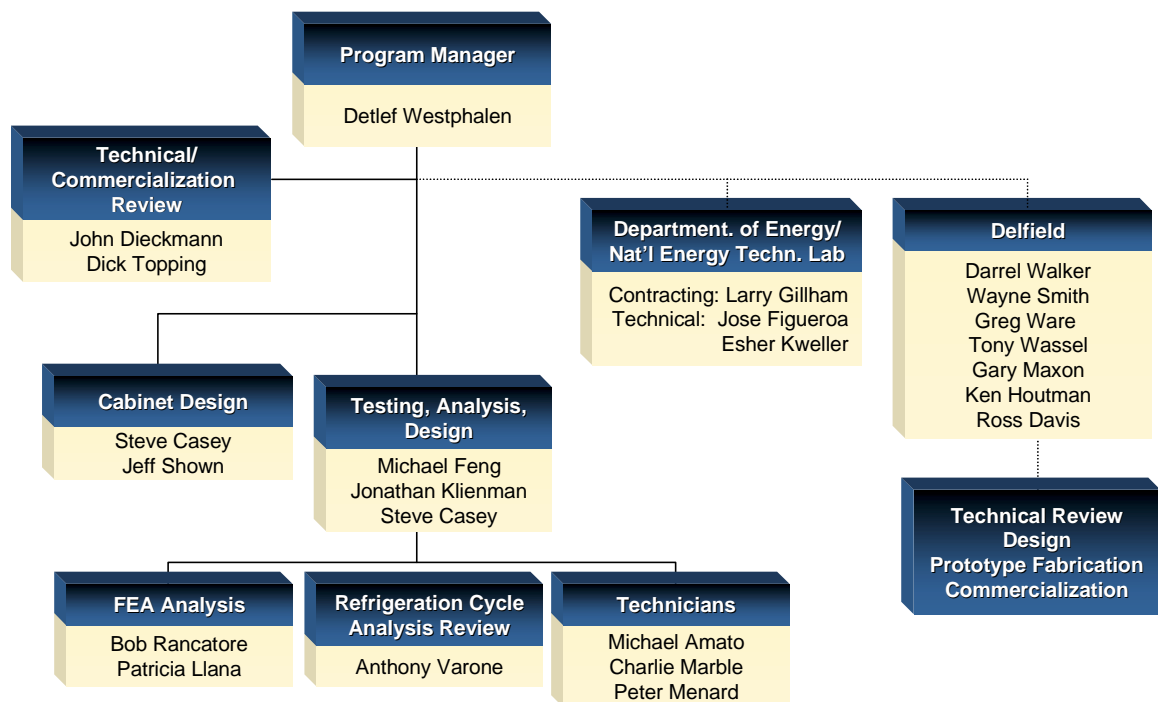 Program Manager
Detlef Westphalen
Technical/
Commercialization
Review
John Dieckmann
Dick Topping
Department. of Energy/
Nat'l Energy Techn. Lab
Contracting: Larry Gillham
Technical: Jose Figueroa
Esher Kweller
Delfield
Darrel Walker
Wayne Smith
Greg Ware
Tony Wassel
Gary Maxon
Ken Houtman
Ross Davis
Cabinet Design
Steve Casey
Jeff Shown
Testing, Analysis,
Design
Michael Feng
Jonathan Klienman
Steve Casey
Technical Review
Design
Prototype Fabrication
Commercialization
FEA Analysis
Bob Rancatore
Patricia Llana
Refrigeration Cycle
Analysis Review
Anthony Varone
Technicians
Michael Amato
Charlie Marble
Peter Menard